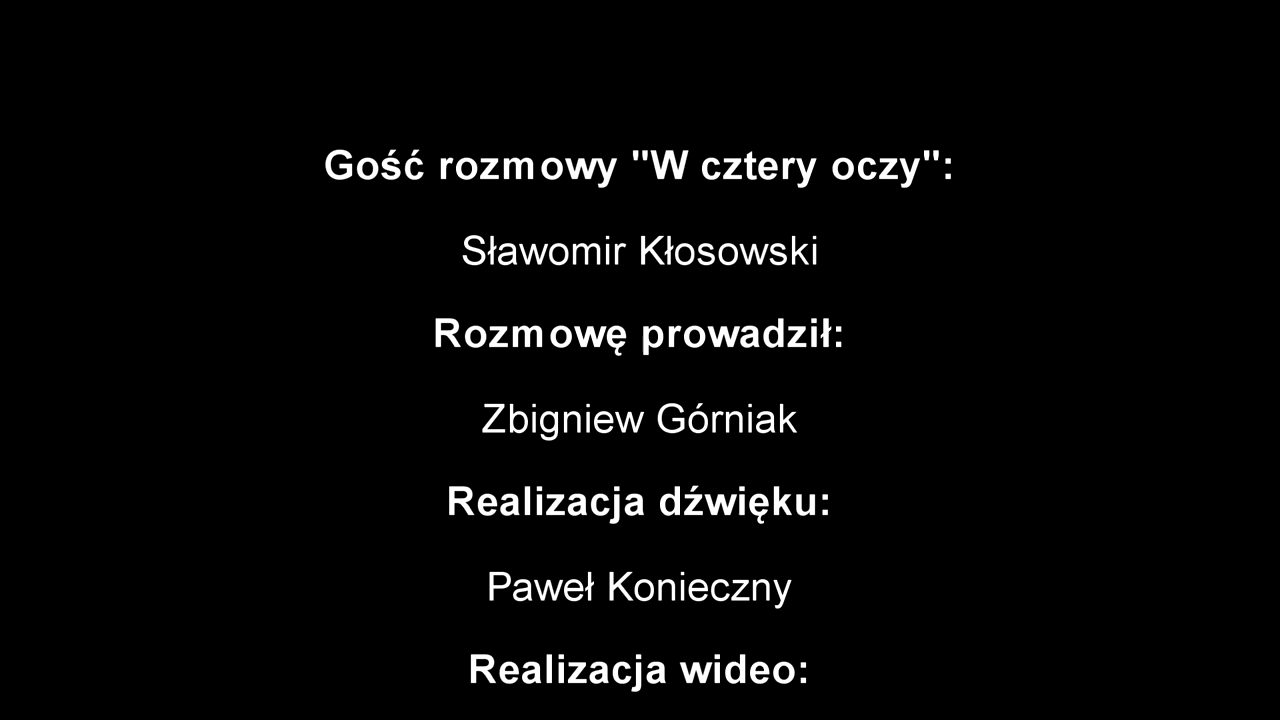 Gość rozmowy "W cztery oczy":
Sławomir Kłosowski
Rozmowę prowadził:
Zbigniew Górniak
Realizacja dźwięku:
Paweł Konieczny
Realizacja wideo: